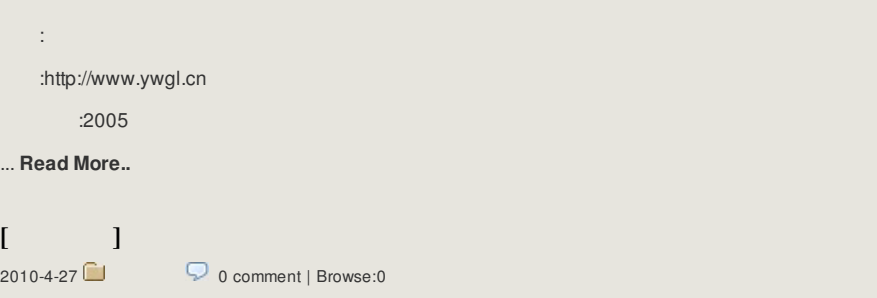 :
:http://www.ywgl.cn
:2005
... Read More..
[ ]
2010-4-27 0 comment | Browse:0